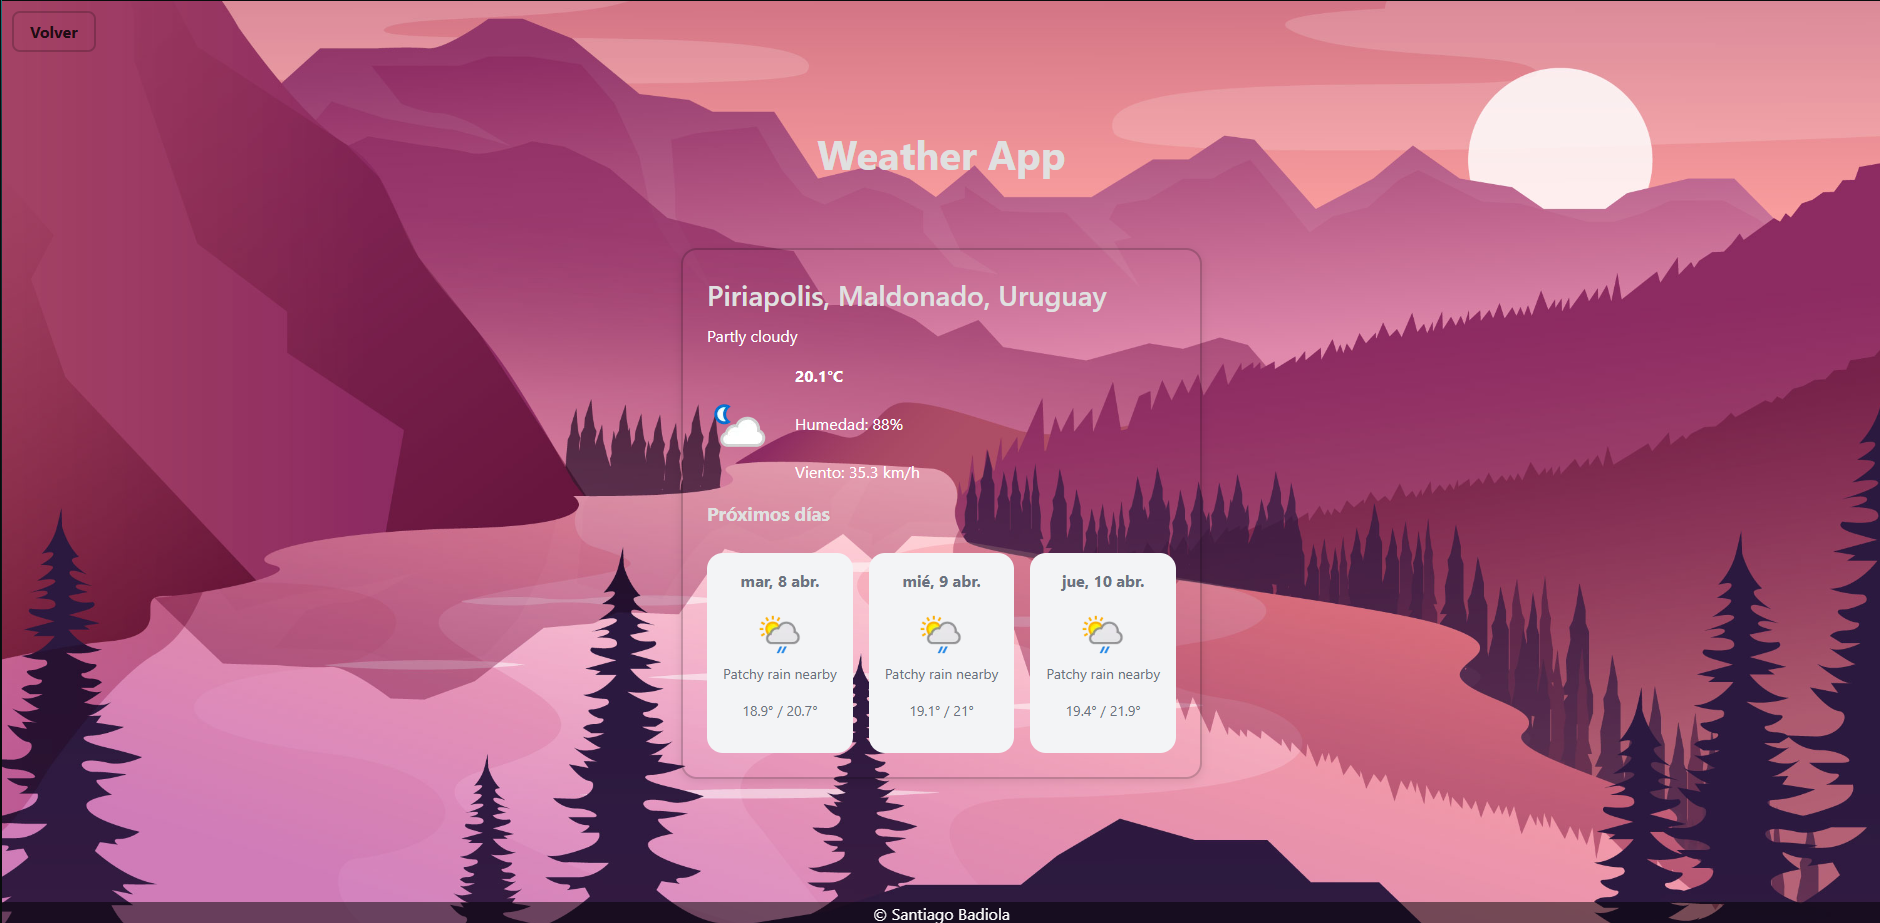 Volver
Weather App
Piriapolis, Maldonado, Uruguay
Partly cloudy
20.1°C
Humedad: 88%
Viento: 35.3 km/h
Próximos días
mar, 8 abr.
Patchy rain nearby
18.9° / 20.7°
mié, 9 abr.
Patchy rain nearby
19.1° / 21°
jue, 10 abr.
Patchy rain nearby
19.4° / 21.9°
© Santiago Badiola